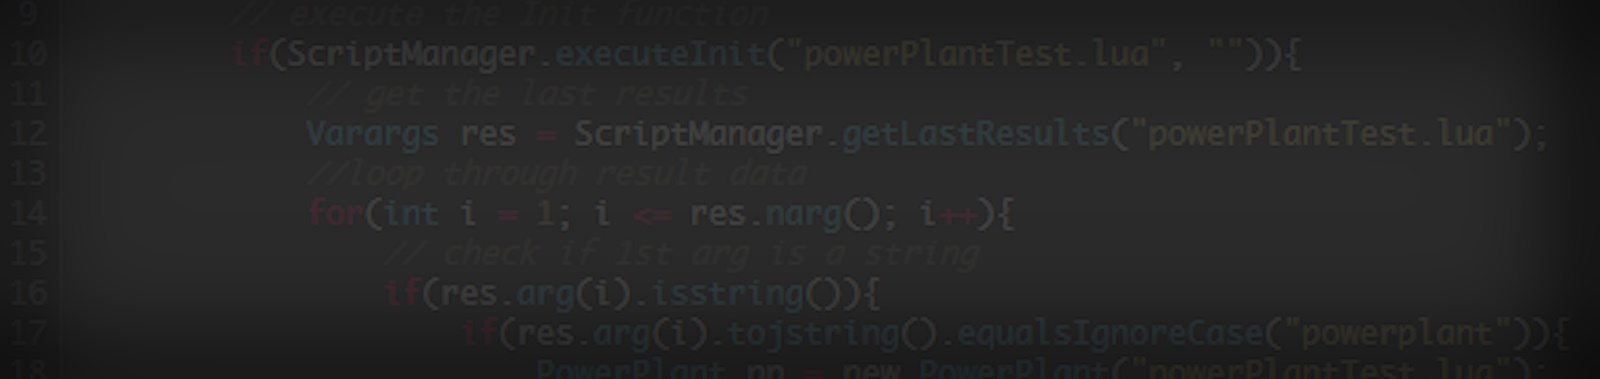 9 // execute the Init function
10 if(ScriptManager.executeInit("powerPlantTest.lua", "")){
11 // get the last results
12 Varargs res = ScriptManager.getLastResults("powerPlantTest.lua");
13 //loop through result data
14 for(int i = 1; i <= res.narg(); i++){
15 // check if 1st arg is a string
16 if(res.arg(i).isstring()){
17 if(res.arg(i).tojstring().equalsIgnoreCase("powerplant")){
18 PowerPlant pp = new PowerPlant("powerPlantTest.lua");